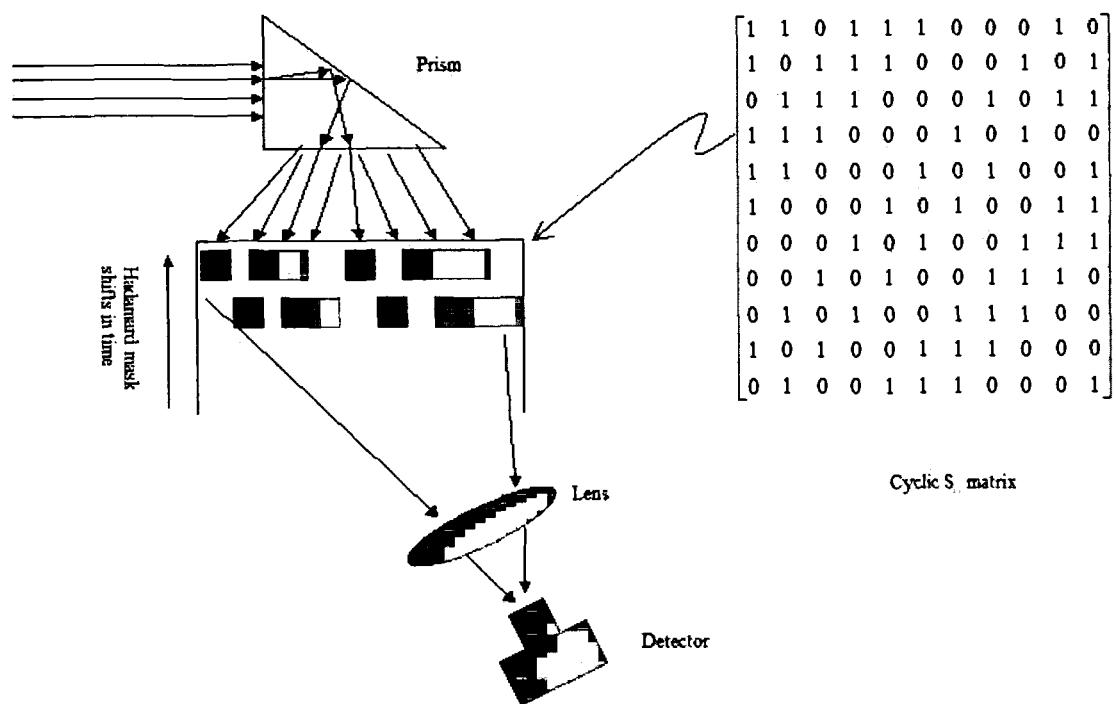 Prism
1 1 0 1 1 1 0 0 0 1 0
1 0 1 1 1 0 0 0 1 0 1
0 1 1 1 0 0 0 1 0 1 1
1 1 1 0 0 0 1 0 1 0 0
1 1 0 0 0 1 0 1 0 0 1
1 0 0 0 1 0 1 0 0 1 1
0 0 0 1 0 1 0 0 1 1 1
0 0 1 0 1 0 0 1 1 1 0
0 1 0 1 0 0 1 1 1 0 0
1 0 1 0 0 1 1 1 0 0 0
0 1 0 0 1 1 1 0 0 0 1
Hadamard mask
shifts in time
Lens
Cyclic S matrix
Detector